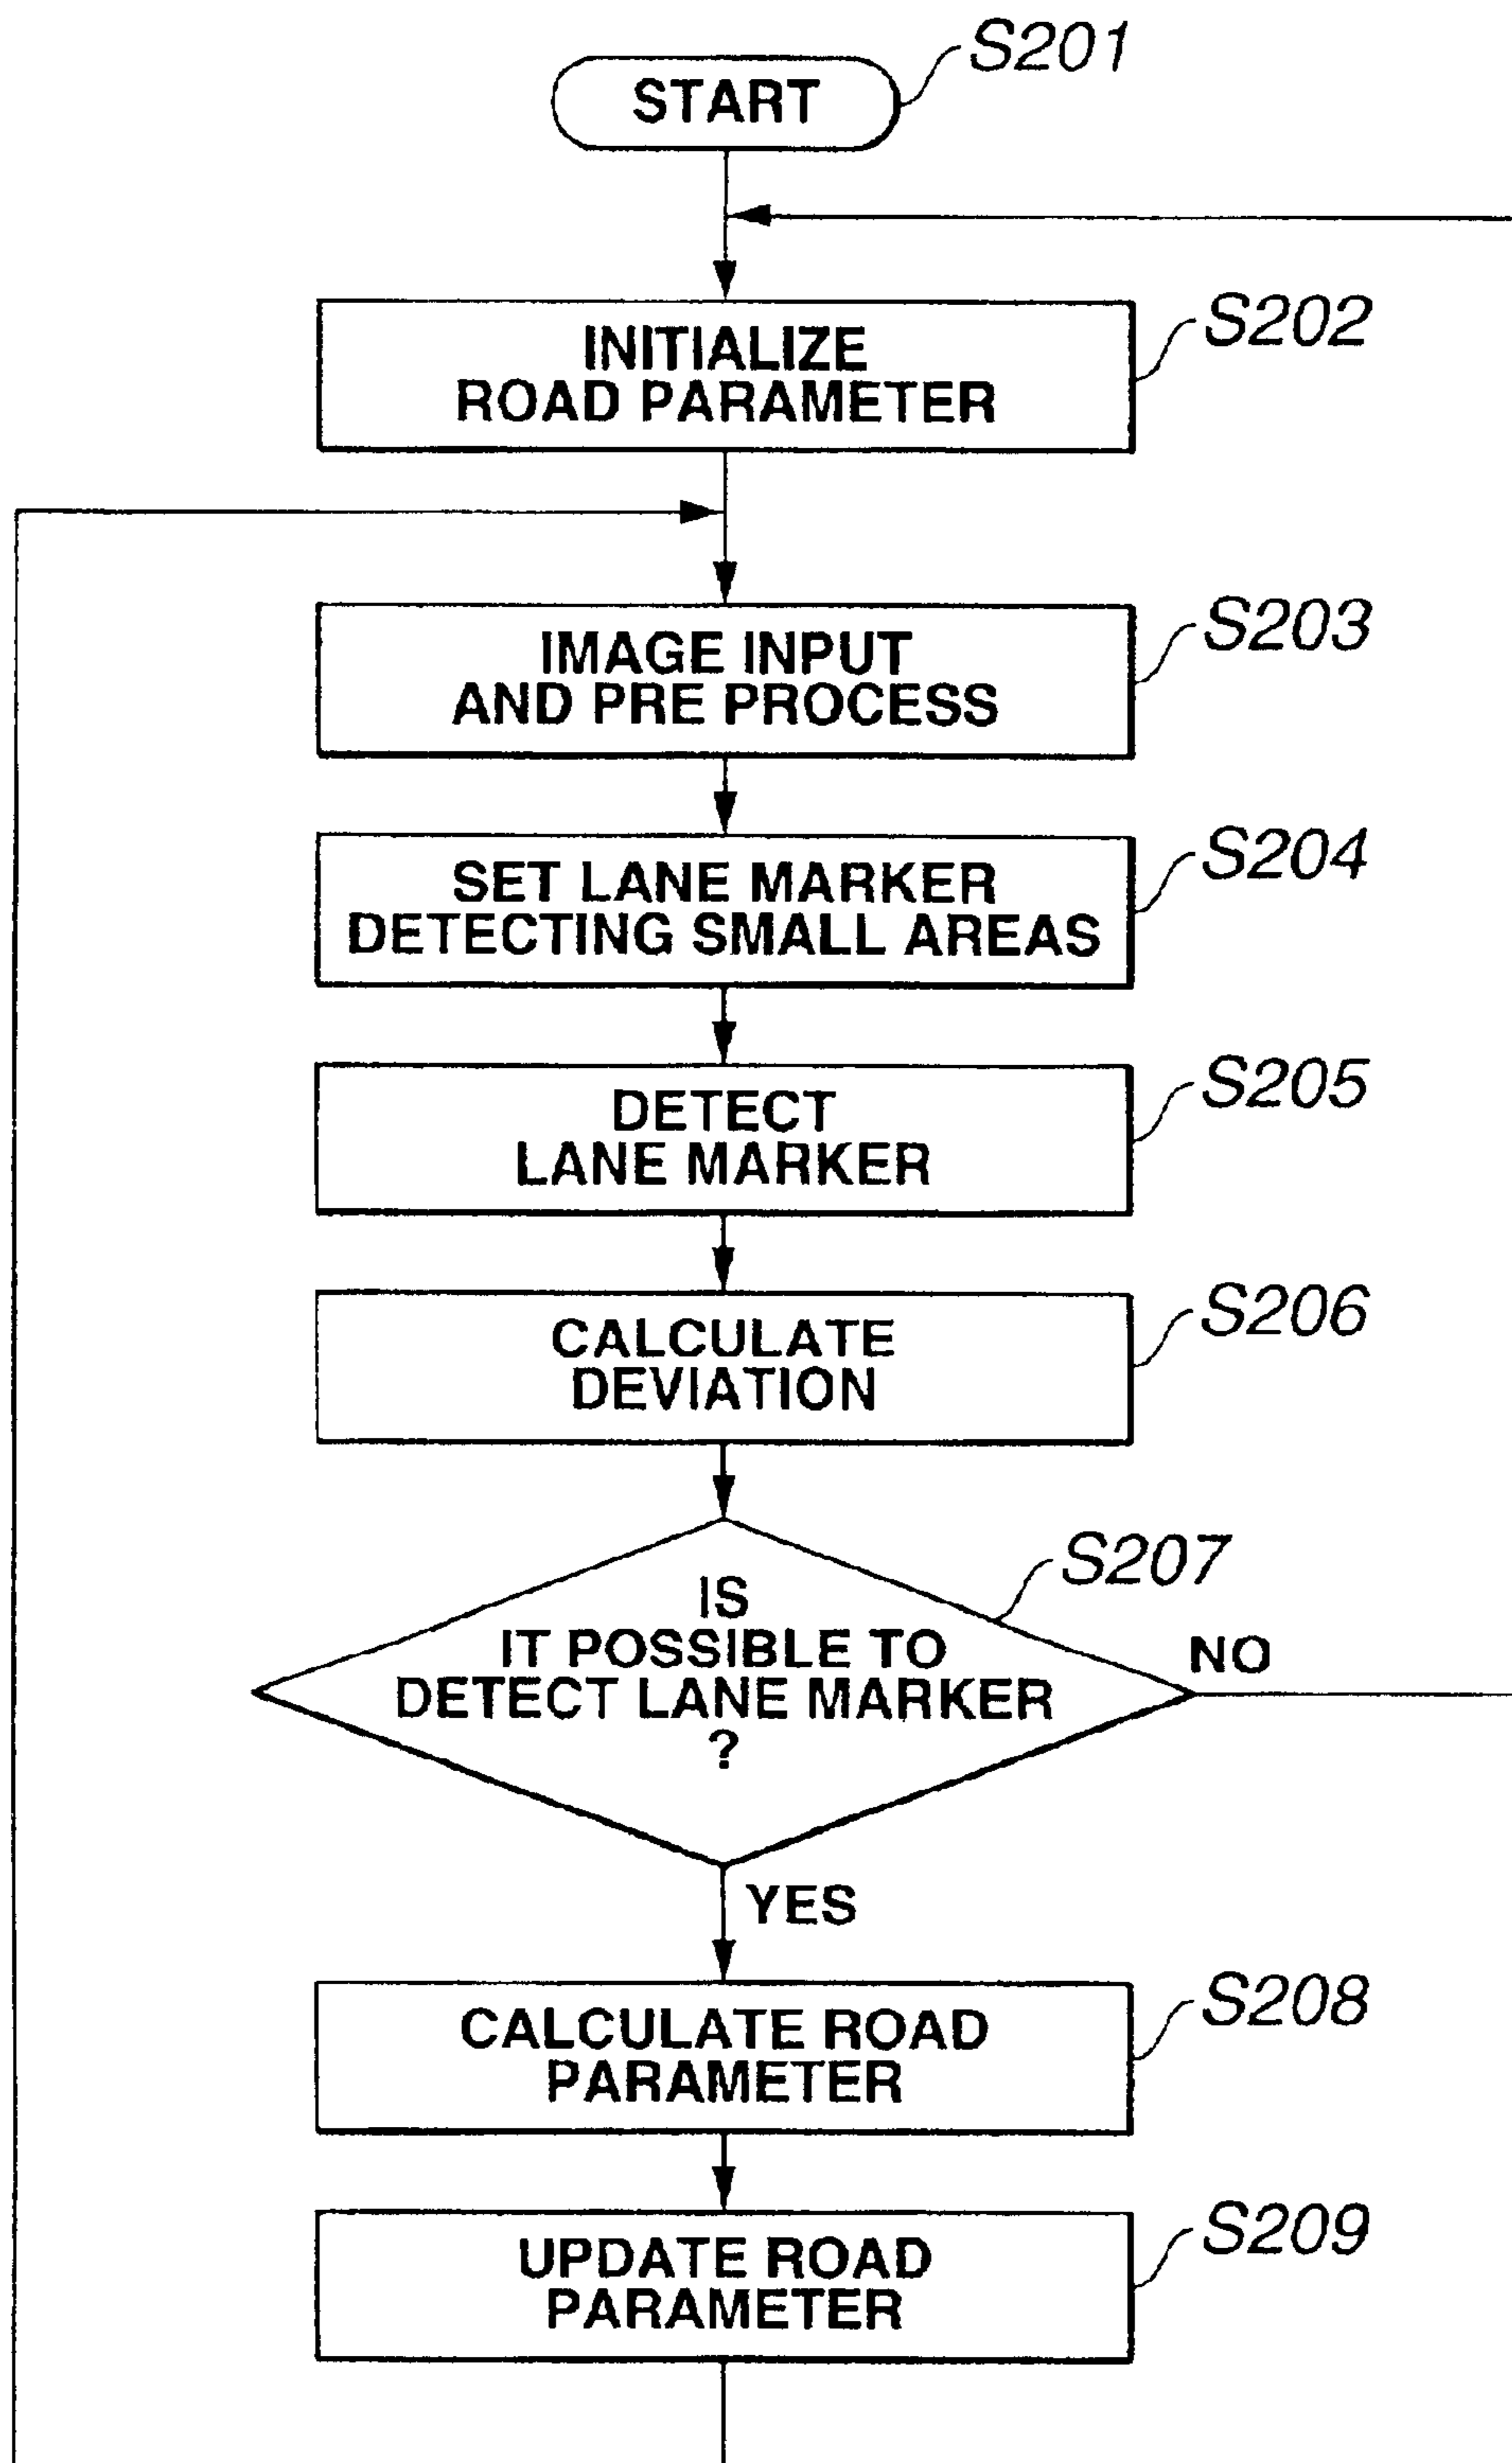 S201
START
S202
INITIALIZE
ROAD PARAMETER
S203
IMAGE INPUT
AND PRE PROCESS
S204
SET LANE MARKER
DETECTING SMALL AREAS
S205
DETECT
LANE MARKER
S206
CALCULATE
DEVIATION
S207
IS
IT POSSIBLE TO
DETECT LANE MARKER
?
NO
YES
S208
CALCULATE ROAD
PARAMETER
S209
UPDATE ROAD
PARAMETER